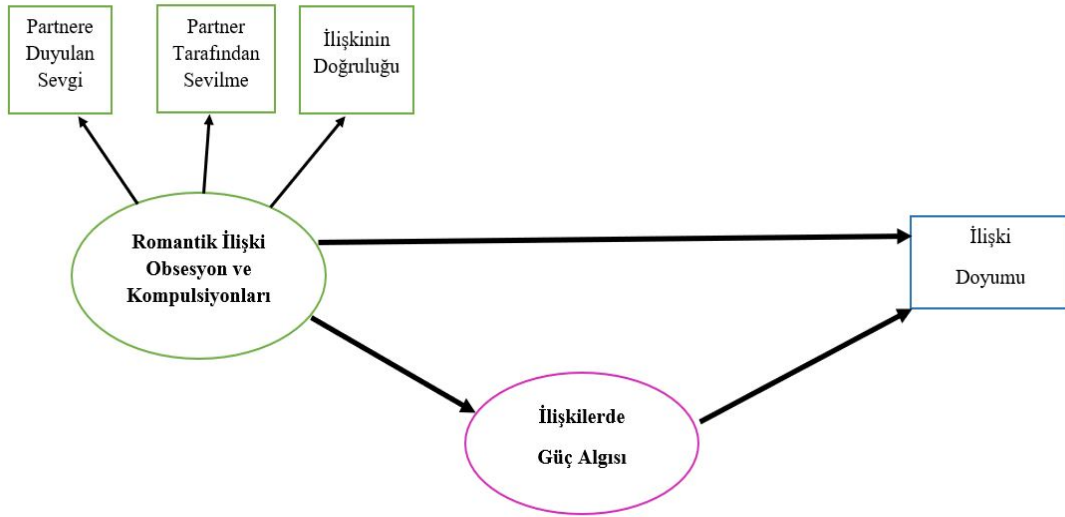 Partnere
Duyulan
Sevgi
Partner
Tarafından
Sevilme
İlişkinin
Doğruluğu
Romantik İlişki
Obsesyon ve
Kompulsiyonları
İlişki
Doyumu
İlişkilerde
Güç Algısı